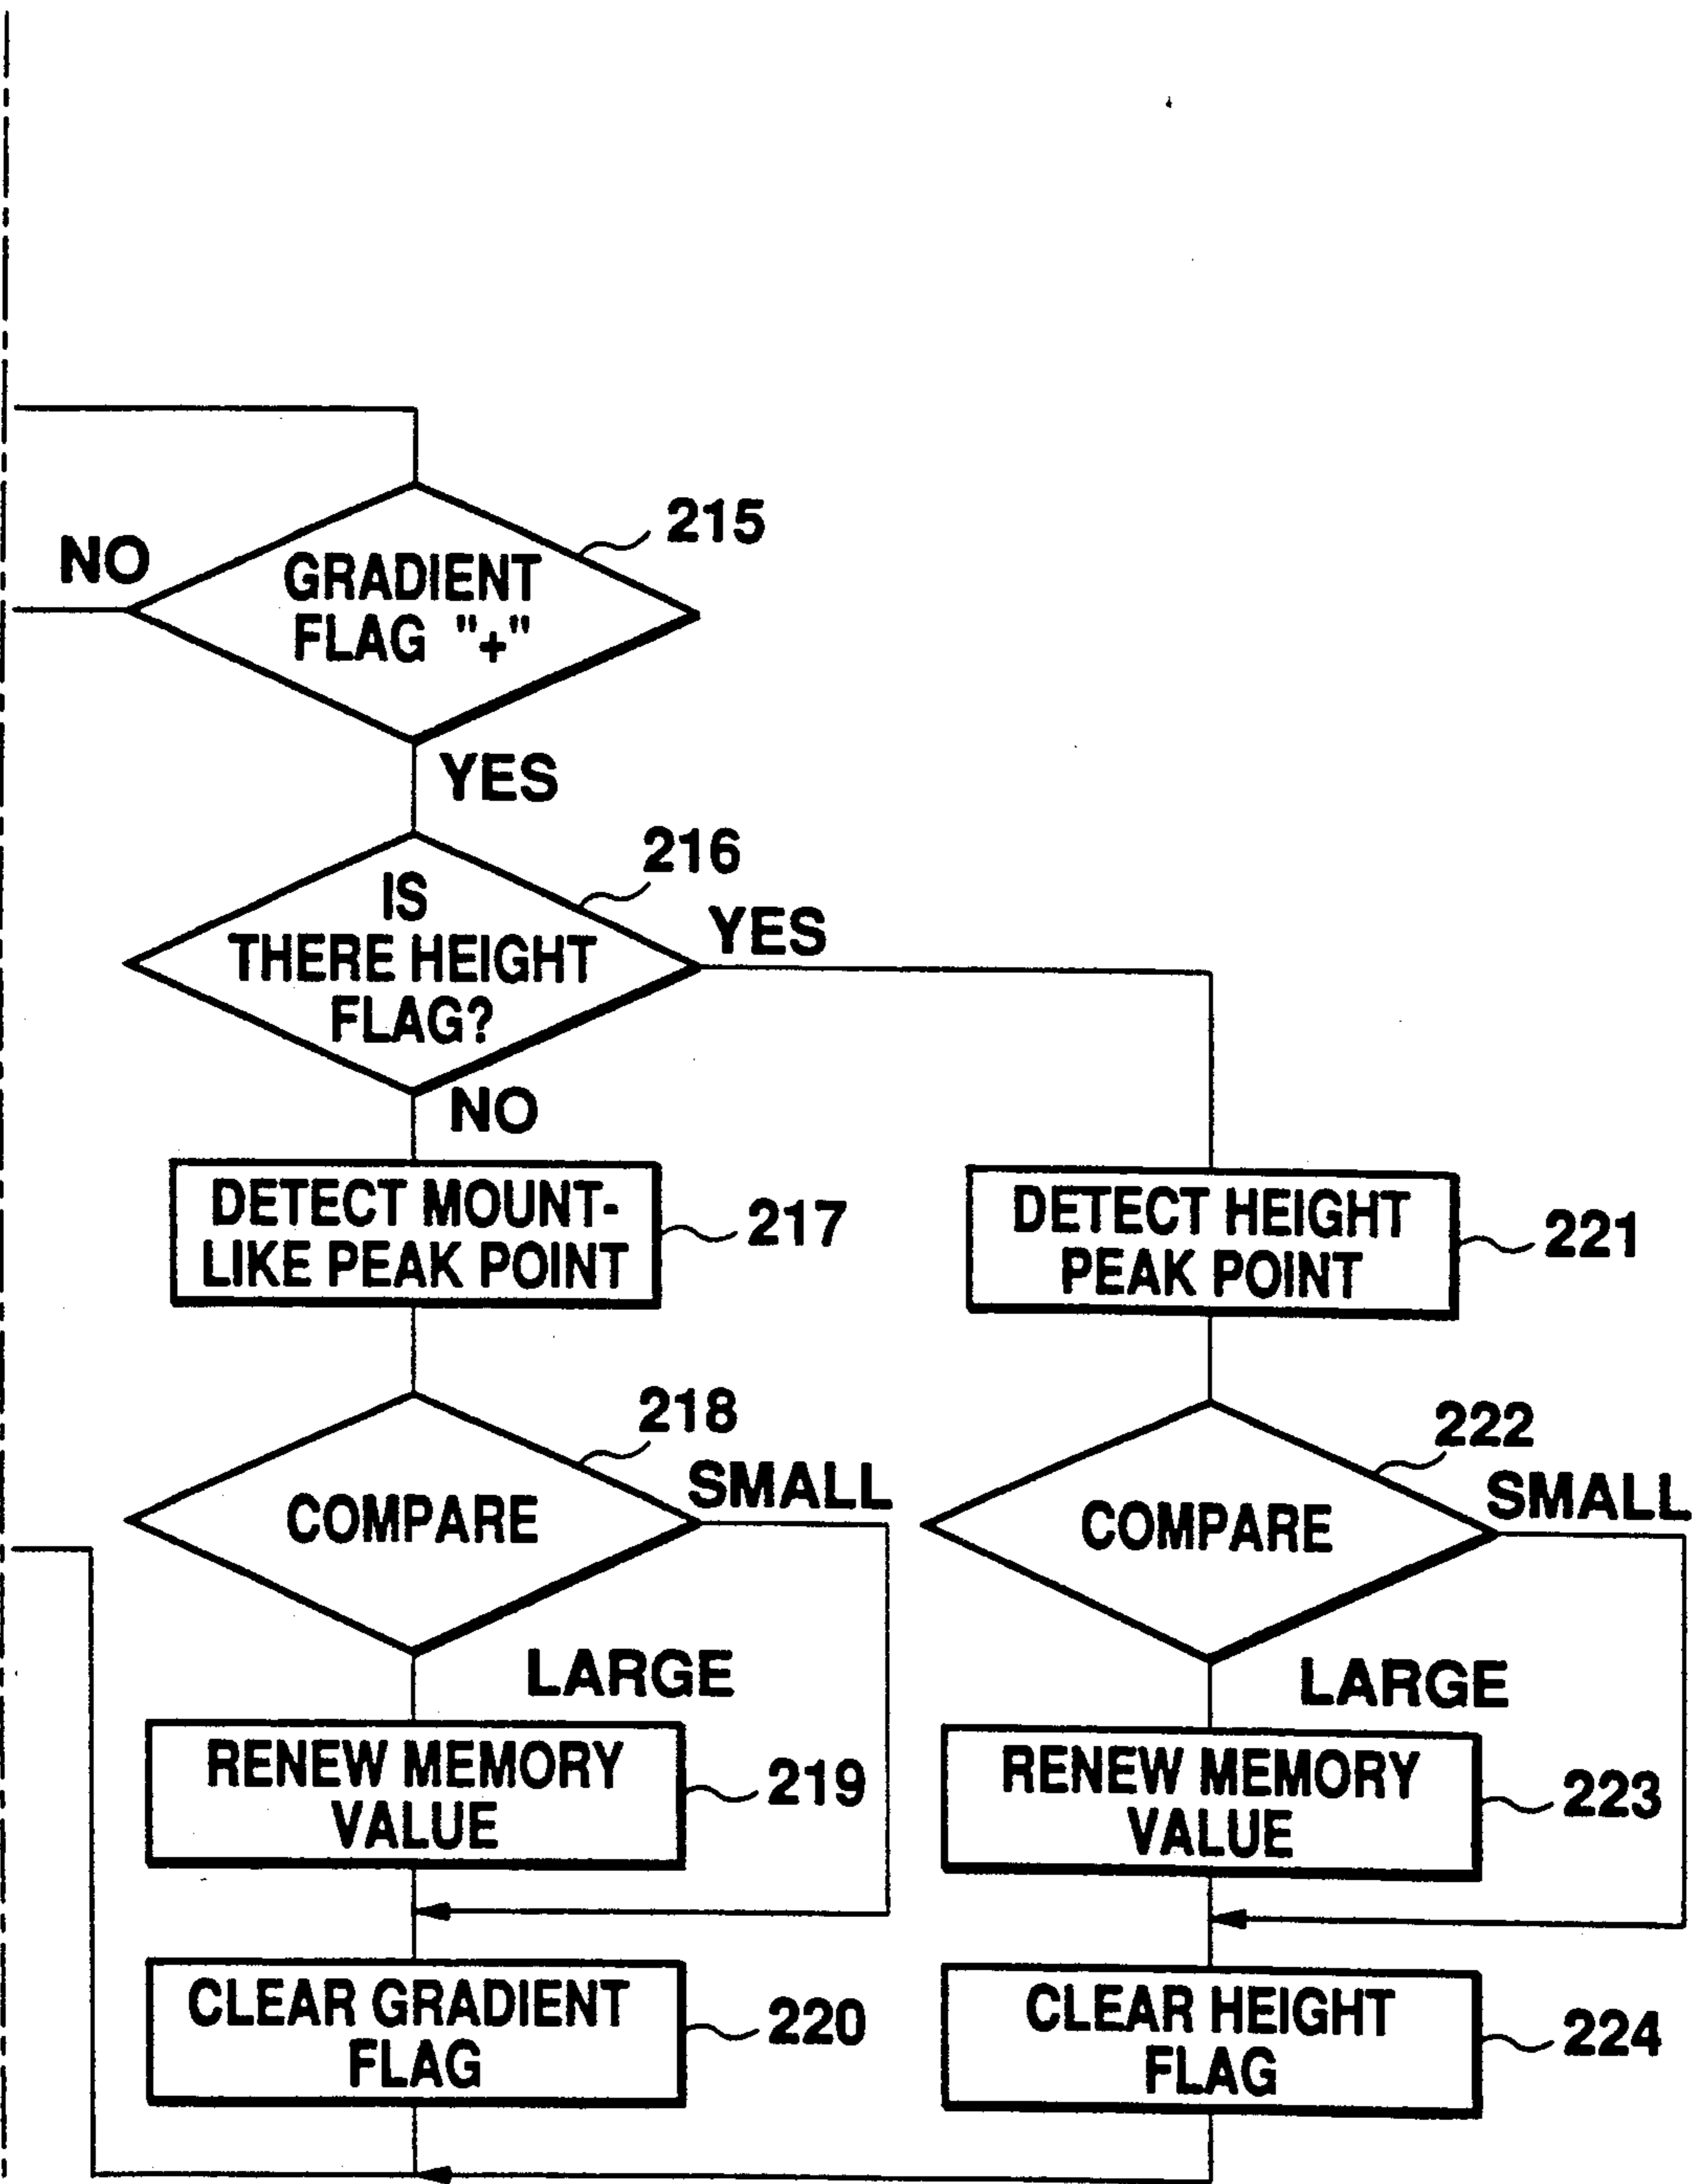 215
NO
GRADIENT
FLAG "+"
YES
216
IS
THERE HEIGHT
FLAG?
YES
NO
DETECT MOUNT-
LIKE PEAK POINT
217
DETECT HEIGHT
PEAK POINT
221
218
COMPARE
SMALL
222
COMPARE
SMALL
LARGE
LARGE
RENEW MEMORY
VALUE
219
RENEW MEMORY
VALUE
223
CLEAR GRADIENT
FLAG
220
CLEAR HEIGHT
FLAG
224